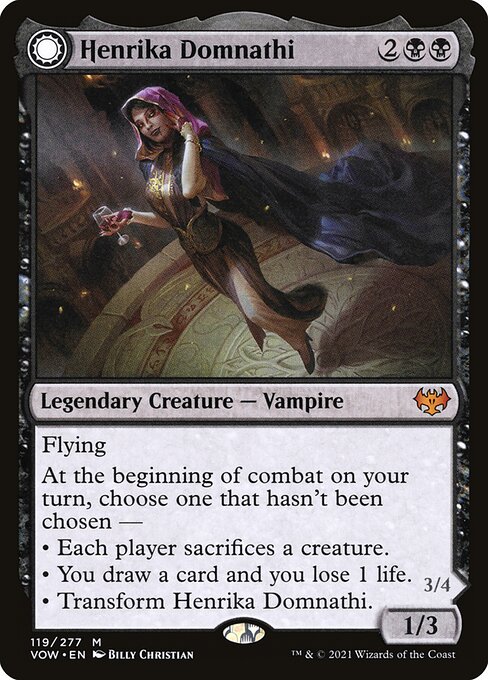 Henrika Domnathi 2
Legendary Creature — Vampire
Flying
At the beginning of combat on your
turn, choose one that hasn't been
chosen —
• Each player sacrifices a creature.
• You draw a card and you lose 1 life.
• Transform Henrika Domnathi.
3/4
1/3
119/277 M
VOW • EN Billy Christian
™ & © 2021 Wizards of the Coast